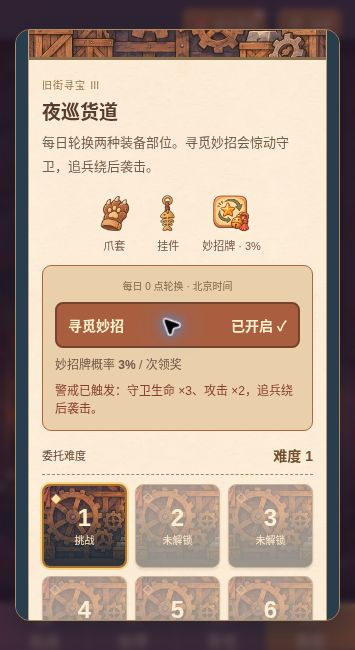 旧街寻宝 III
夜巡货道
每日轮换两种装备部位。寻觅妙招会惊动守
卫，追兵绕后袭击。
爪套
挂件
妙招牌 · 3%
每日 0 点轮换 · 北京时间
寻觅妙招
已开启 ✓
妙招牌概率 3% / 次领奖
警戒已触发：守卫生命 ×3、攻击 ×2，追兵绕
后袭击。
委托难度
难度 1
1
挑战
2
未解锁
3
未解锁
4
5
6